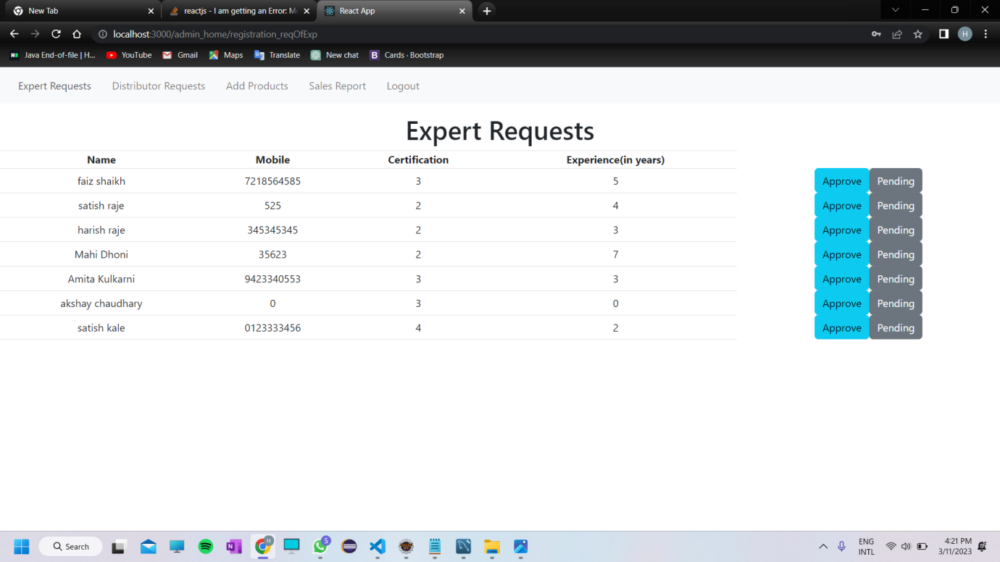 New Tab
reactjs - I am getting an Error: Mo
React App
localhost:3000/admin_home/registration_reqOfExp
H
Java End-of-file | H... YouTube Gmail Maps Translate New chat B Cards · Bootstrap
Expert Requests Distributor Requests Add Products Sales Report Logout
Expert Requests
Name Mobile Certification Experience(in years)
faiz shaikh 7218564585 3 5 Approve Pending
satish raje 525 2 4 Approve Pending
harish raje 345345345 2 3 Approve Pending
Mahi Dhoni 35623 2 7 Approve Pending
Amita Kulkarni 9423340553 3 3 Approve Pending
akshay chaudhary 0 3 0 Approve Pending
satish kale 0123333456 4 2 Approve Pending
Search N H 5
ENG
INTL
4:21 PM
3/11/2023